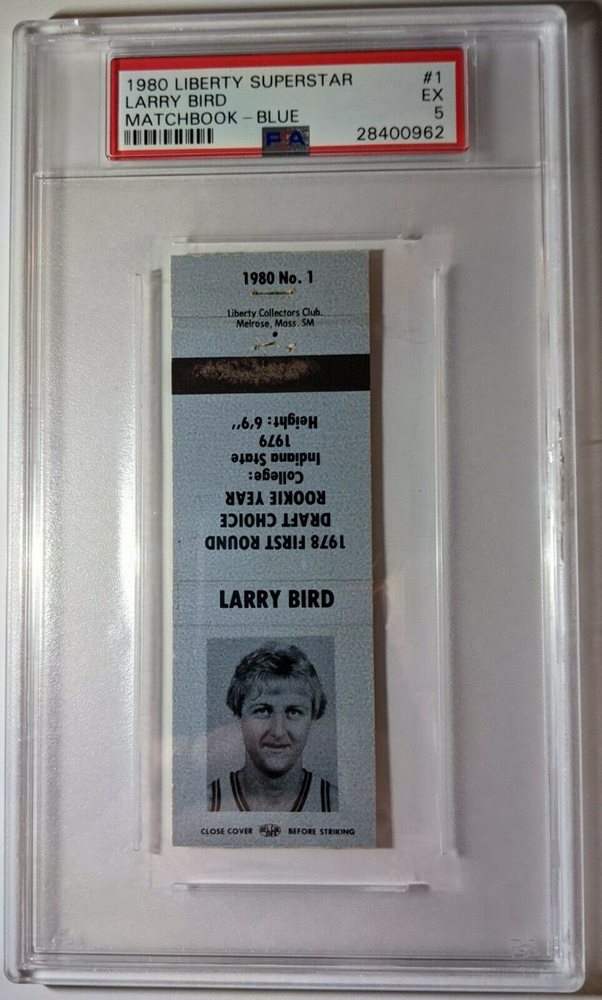 1980 LIBERTY SUPERSTAR #1
LARRY BIRD EX
MATCHBOOK - BLUE 5
PSA 28400962
1980 No. 1
Liberty Collectors Club.
Melrose, Mass. SM
1978 FIRST ROUND
DRAFT CHOICE
ROOKIE YEAR
College:
Indiana State
1979
Height: 6'9''
LARRY BIRD
CLOSE COVER BEFORE STRIKING